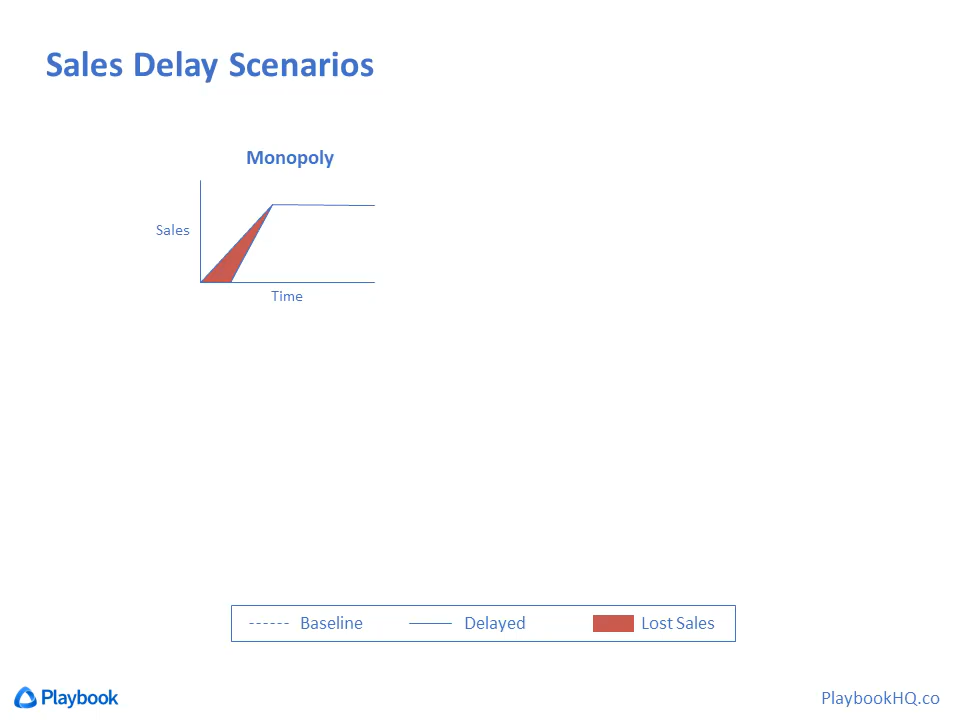 Sales Delay Scenarios
Monopoly
Sales
Time
Baseline
Delayed
Lost Sales
Playbook
PlaybookHQ.co